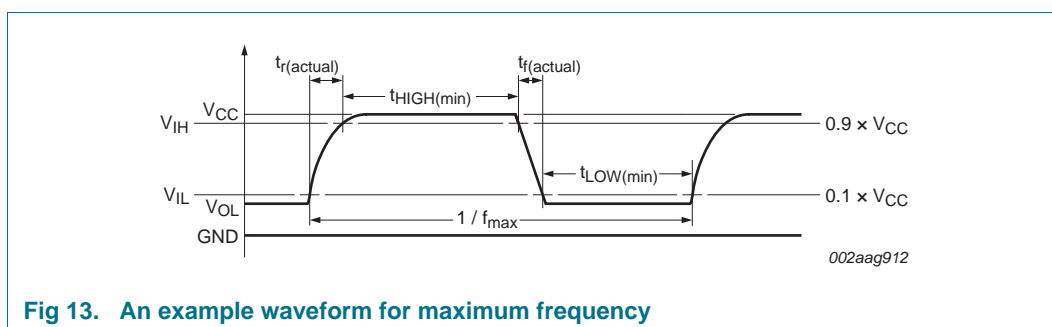 tr(actual)
tf(actual)
tHIGH(min)
VCC
VIH
0.9 × VCC
tLOW(min)
VIL
0.1 × VCC
VOL
1 / fmax
GND
002aag912
Fig 13. An example waveform for maximum frequency